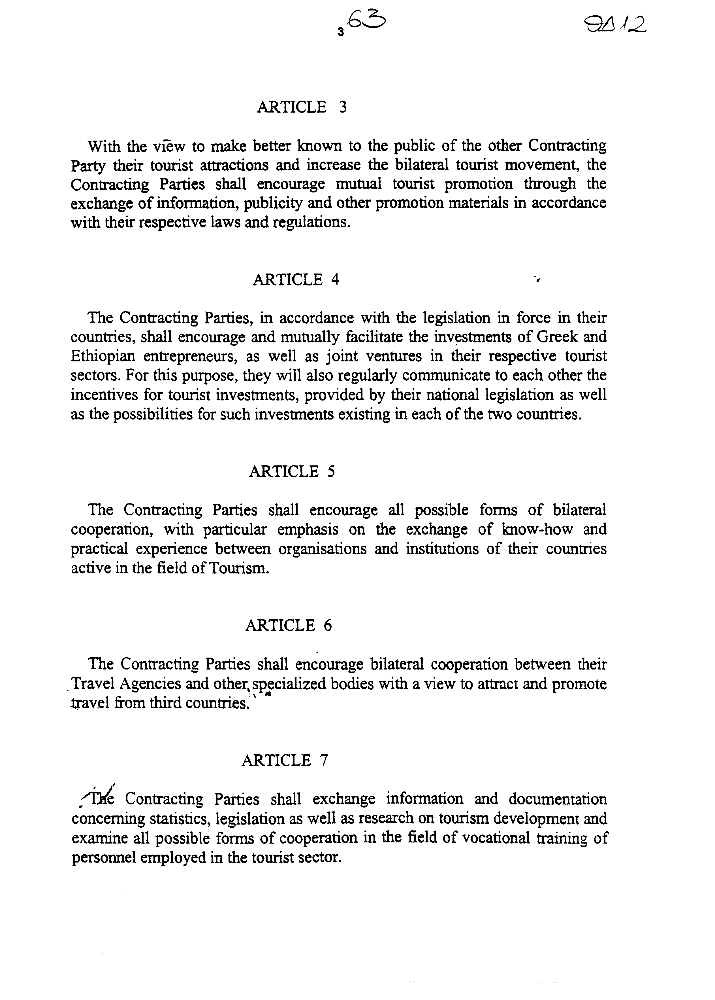 3 63
ΘΔ 12
ARTICLE 3
With the view to make better known to the public of the other Contracting
Party their tourist attractions and increase the bilateral tourist movement, the
Contracting Parties shall encourage mutual tourist promotion through the
exchange of information, publicity and other promotion materials in accordance
with their respective laws and regulations.
ARTICLE 4
The Contracting Parties, in accordance with the legislation in force in their
countries, shall encourage and mutually facilitate the investments of Greek and
Ethiopian entrepreneurs, as well as joint ventures in their respective tourist
sectors. For this purpose, they will also regularly communicate to each other the
incentives for tourist investments, provided by their national legislation as well
as the possibilities for such investments existing in each of the two countries.
ARTICLE 5
The Contracting Parties shall encourage all possible forms of bilateral
cooperation, with particular emphasis on the exchange of know-how and
practical experience between organisations and institutions of their countries
active in the field of Tourism.
ARTICLE 6
The Contracting Parties shall encourage bilateral cooperation between their
Travel Agencies and other specialized bodies with a view to attract and promote
travel from third countries.
ARTICLE 7
The Contracting Parties shall exchange information and documentation
concerning statistics, legislation as well as research on tourism development and
examine all possible forms of cooperation in the field of vocational training of
personnel employed in the tourist sector.